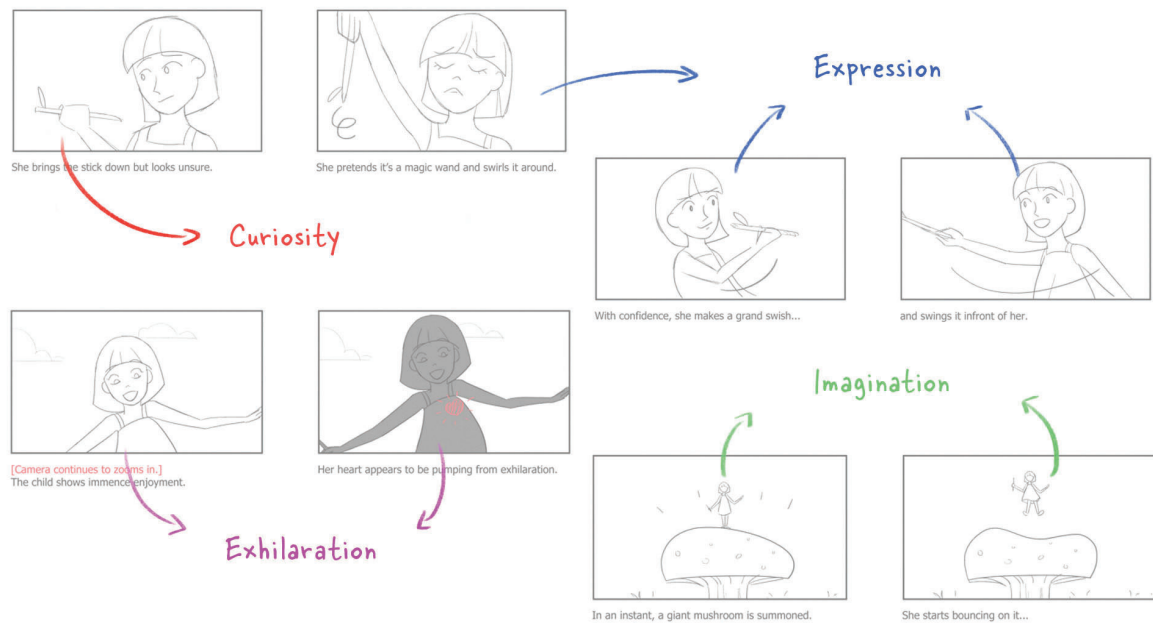 She brings the stick down but looks unsure.
She pretends it's a magic wand and swirls it around.
Expression
Curiosity
With confidence, she makes a grand swish...
and swings it infront of her.
[Camera continues to zooms in.]
The child shows immence enjoyment.
Her heart appears to be pumping from exhilaration.
Exhilaration
Imagination
In an instant, a giant mushroom is summoned.
She starts bouncing on it...